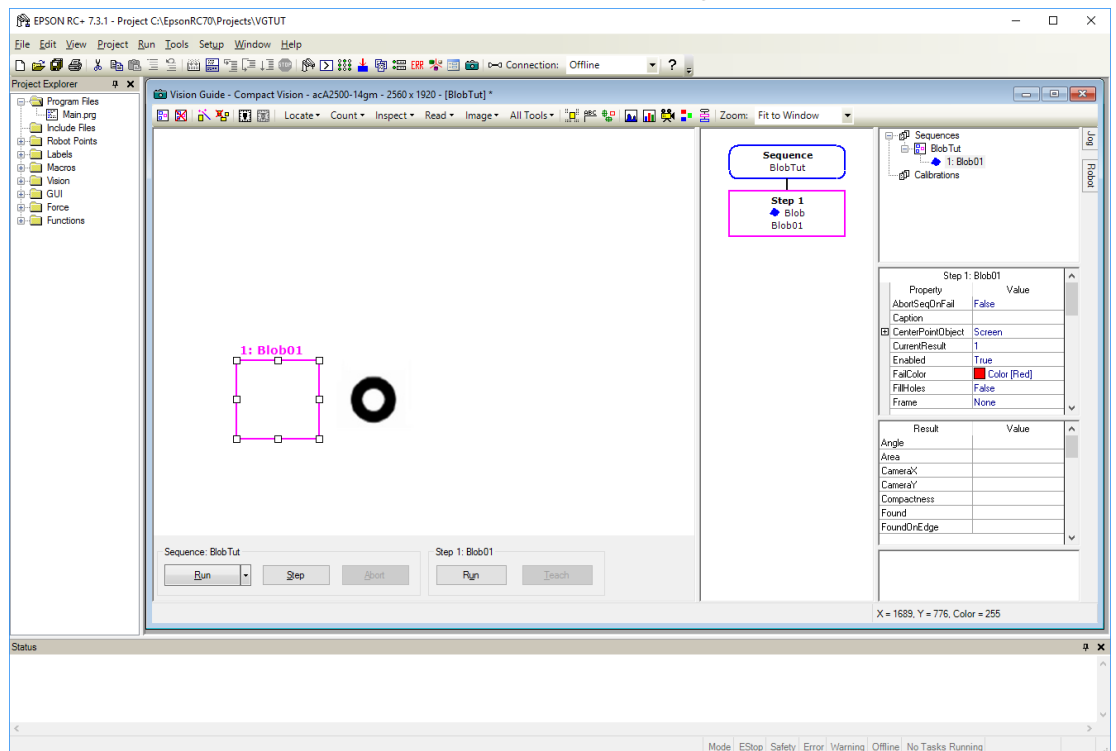 EPSON RC+ 7.3.1 - Project C:\EpsonRC70\Projects\VGTUT
File Edit View Project Run Tools Setup Window Help
Connection: Offline
Project Explorer
Program Files
Main.prg
Include Files
Robot Points
Labels
Macros
Vision
GUI
Force
Functions
Vision Guide - Compact Vision - acA2500-14gm - 2560 x 1920 - [BlobTut] *
Locate Count Inspect Read Image All Tools Zoom: Fit to Window
1: Blob01
Sequence: BlobTut
Run Step Abort
Step 1: Blob01
Run Teach
Sequence
BlobTut
Step 1
Blob
Blob01
Sequences
BlobTut
1: Blob01
Calibrations
Jog
Robot
Step 1: Blob01
Property Value
AbortSeqOnFail False
Caption
CenterPointObject Screen
CurrentResult 1
Enabled True
FailColor Color [Red]
FillHoles False
Frame None
Result Value
Angle
Area
CameraX
CameraY
Compactness
Found
FoundOnEdge
X = 1689, Y = 776, Color = 255
Status
Mode EStop Safety Error Warning Offline No Tasks Running